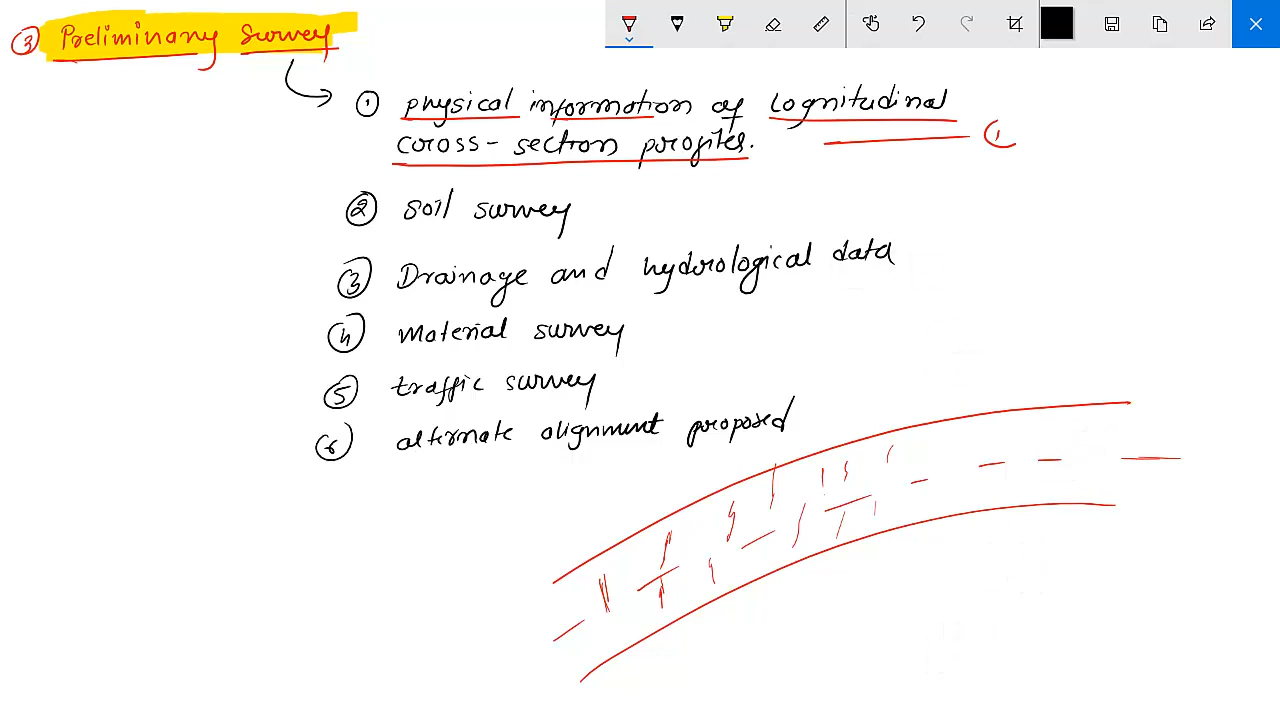 ③ Preliminary Survey
① physical information of Lognitudinal
cross-section profiles.
② soil survey
③ Drainage and hydrological data
④ material survey
⑤ traffic survey
⑥ alternate alignment proposed